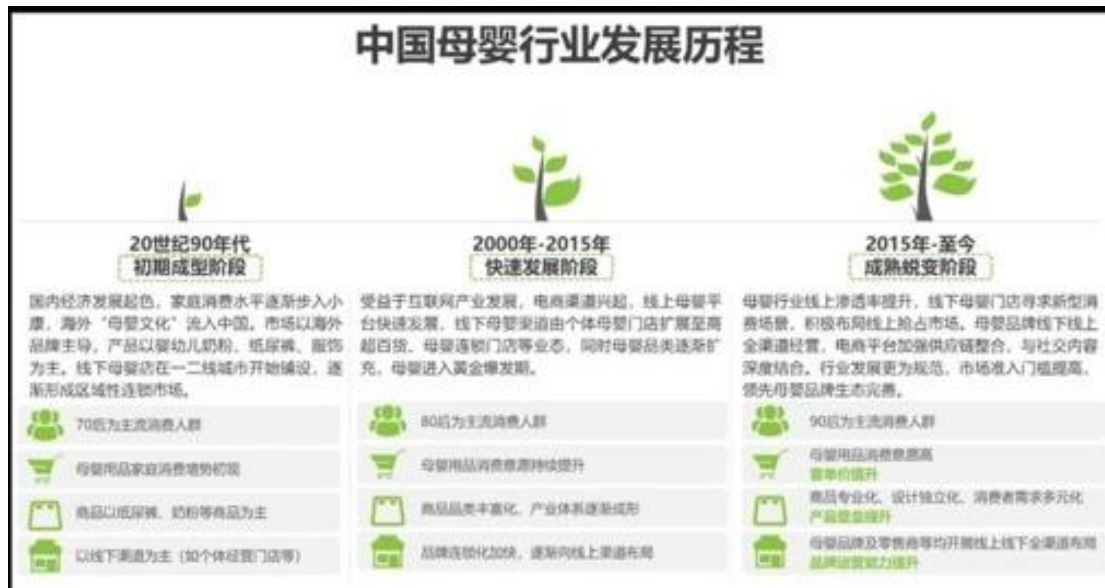 中国母婴行业发展历程
20世纪90年代
初期成型阶段
国内经济发展起色，家庭消费水平逐渐步入小
康，海外“母婴文化”流入中国。市场以海外
品牌主导，产品以婴幼儿奶粉、纸尿裤、服饰
为主。线下母婴店在一二线城市开始铺设，逐
渐形成区域性连锁市场。
70后为主流消费人群
母婴用品家庭消费增势初现
商品以纸尿裤、奶粉等商品为主
以线下渠道为主（如个体经营门店等）
2000年-2015年
快速发展阶段
受益于互联网产业发展，电商渠道兴起，线上母婴平
台快速发展，线下母婴渠道由个体母婴门店扩展至商
超百货、母婴连锁门店等业态，同时母婴品类逐渐扩
充，母婴进入黄金爆发期。
80后为主流消费人群
母婴用品消费意愿持续提升
商品品类丰富化，产业体系逐渐成形
品牌连锁化加快，逐渐向线上渠道布局
2015年-至今
成熟蜕变阶段
母婴行业线上渗透率提升，线下母婴门店寻求新型消
费场景，积极布局线上抢占市场。母婴品牌线下线上
全渠道经营，电商平台加强供应链整合，与社交内容
深度结合。行业发展更为规范，市场准入门槛提高，
领先母婴品牌生态完善。
90后为主流消费人群
母婴用品消费意愿高
客单价提升
商品专业化、设计独立化、消费者需求多元化
产品壁垒提升
母婴品牌及零售商等均开展线上线下全渠道布局
品牌运营能力提升